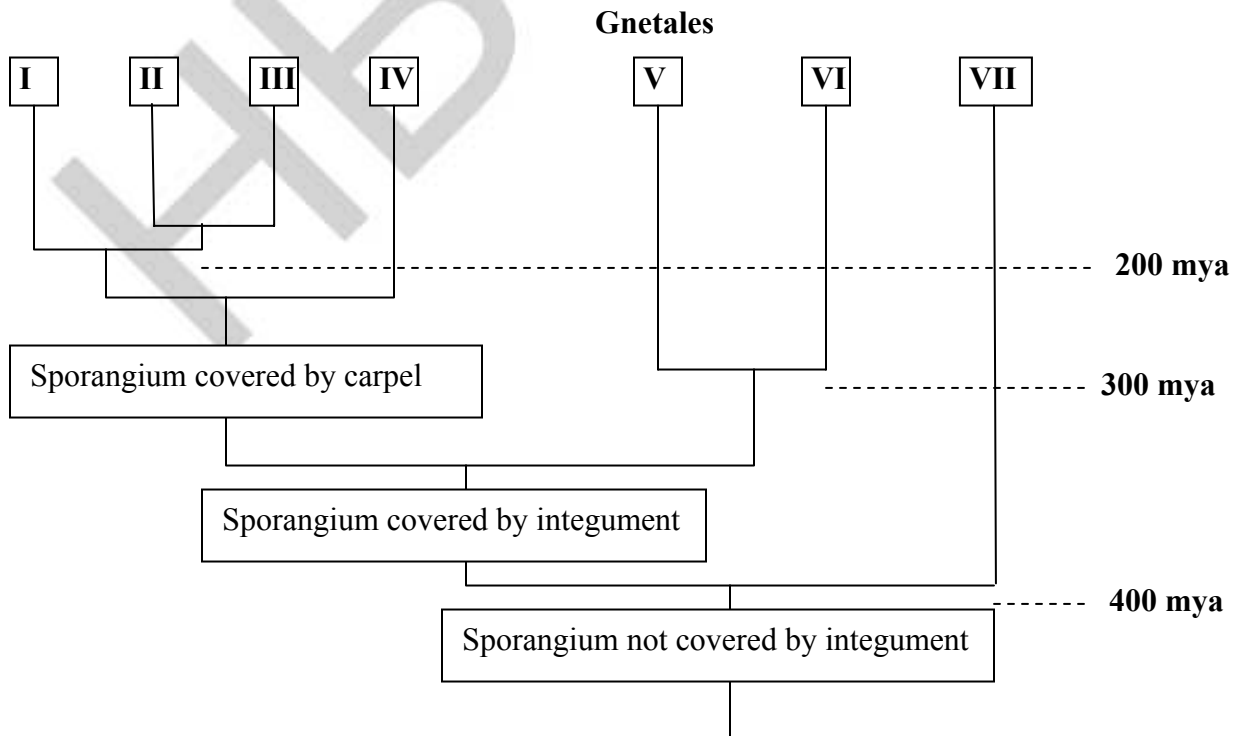 Gnetales
I II III IV V VI VII
200 mya
Sporangium covered by carpel
300 mya
Sporangium covered by integument
400 mya
Sporangium not covered by integument